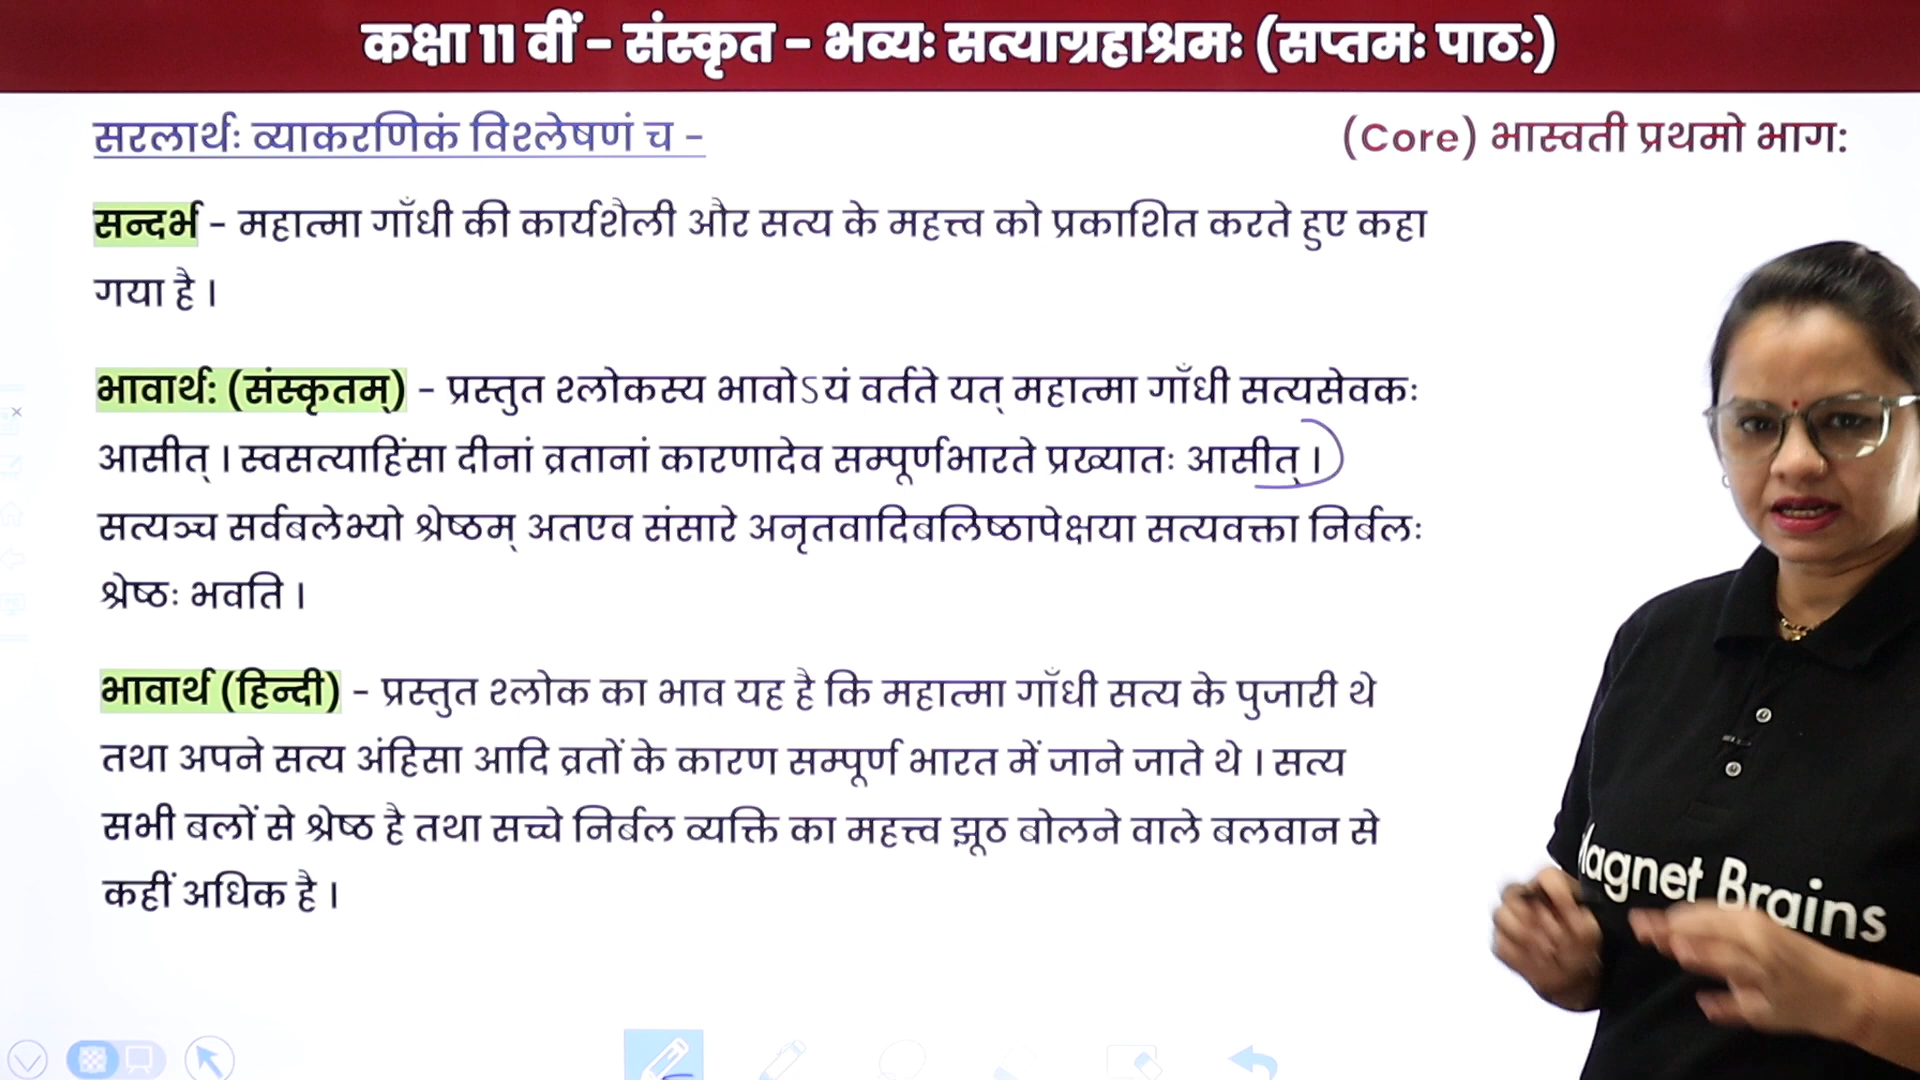 कक्षा 11 वीं – संस्कृत – भव्यः सत्याग्रहाश्रमः (सप्तमः पाठ:)
सरलार्थः व्याकरणिकं विश्लेषणं च –
(Core) भास्वती प्रथमो भाग:
सन्दर्भ – महात्मा गाँधी की कार्यशैली और सत्य के महत्त्व को प्रकाशित करते हुए कहा
गया है ।
भावार्थ: (संस्कृतम्) – प्रस्तुत श्लोकस्य भावोऽयं वर्तते यत् महात्मा गाँधी सत्यसेवकः
आसीत् । स्वसत्याहिंसा दीनां व्रतानां कारणादेव सम्पूर्णभारते प्रख्यातः आसीत् ।
सत्यञ्च सर्वबलेभ्यो श्रेष्ठम् अतएव संसारे अनृतवादिबलिष्ठापेक्षया सत्यवक्ता निर्बलः
श्रेष्ठः भवति ।
भावार्थ (हिन्दी) – प्रस्तुत श्लोक का भाव यह है कि महात्मा गाँधी सत्य के पुजारी थे
तथा अपने सत्य अंहिसा आदि व्रतों के कारण सम्पूर्ण भारत में जाने जाते थे । सत्य
सभी बलों से श्रेष्ठ है तथा सच्चे निर्बल व्यक्ति का महत्त्व झूठ बोलने वाले बलवान से
कहीं अधिक है ।
Magnet Brains